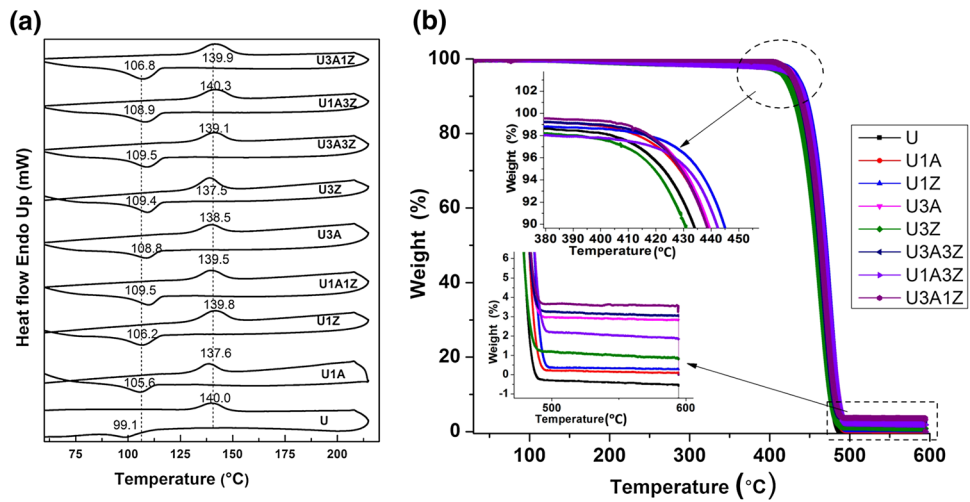 (a)
139.9
106.8
U3A1Z
140.3
108.9
U1A3Z
139.1
109.5
U3A3Z
137.5
109.4
U3Z
138.5
108.8
U3A
139.5
109.5
U1A1Z
139.8
106.2
U1Z
137.6
105.6
U1A
140.0
99.1
U
Heat flow Endo Up (mW)
75 100 125 150 175 200
Temperature (°C)
(b)
100
80
60
40
20
0
Weight (%)
100 200 300 400 500 600
Temperature (°C)
102
100
98
96
94
92
90
Weight (%)
380 390 400 410 420 430 440 450
Temperature (°C)
6
5
4
3
2
1
0
-1
Weight (%)
500 600
Temperature(°C)
U
U1A
U1Z
U3A
U3Z
U3A3Z
U1A3Z
U3A1Z